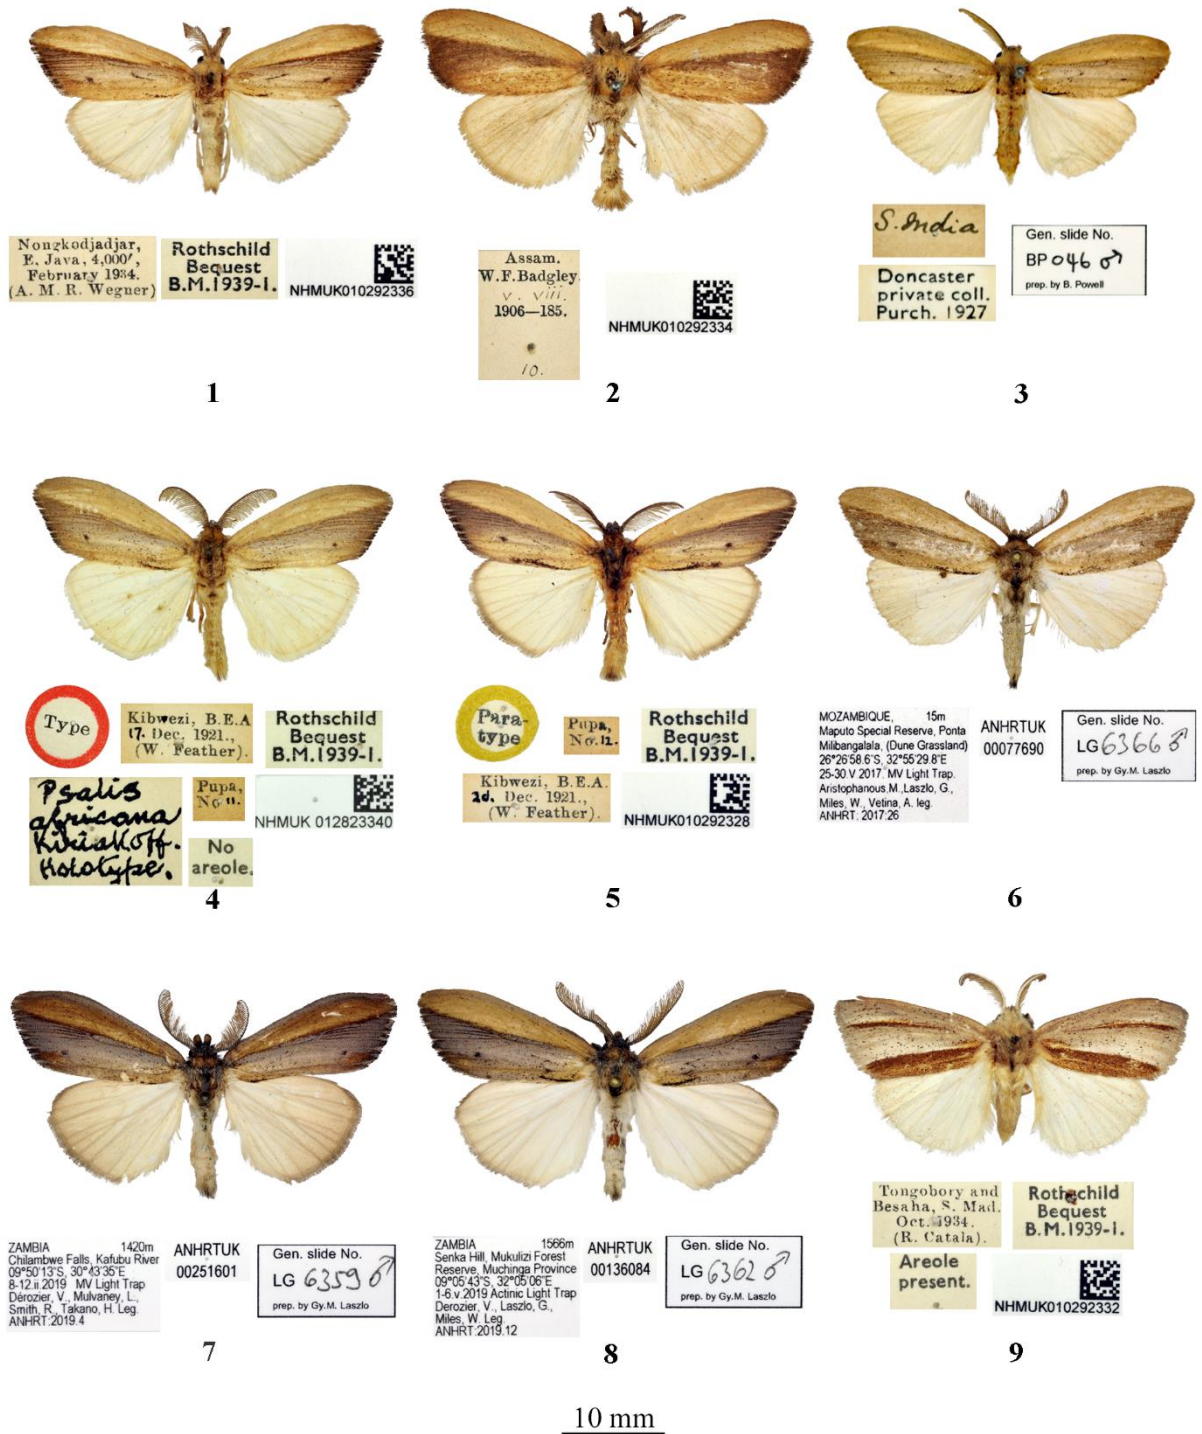 Nongkodjadjar,
E. Java, 4,000',
February 1934.
(A. M. R. Wegner)
Rothschild
Bequest
B.M.1939-1.
NHMUK010292336
1
Assam.
W.F.Badgley.
v. viii.
1906—185.
10.
NHMUK010292334
2
S. India
Doncaster
private coll.
Purch. 1927
Gen. slide No.
BP 046 ♂
prep. by B. Powell
3
Type
Kibwezi, B.E.A
17. Dec. 1921.,
(W. Feather).
Rothschild
Bequest
B.M.1939-1.
Psalis
africana
Kiriakoff.
Holotype.
Pupa,
No 11.
No
areole.
NHMUK 012823340
4
Para-
type
Pupa,
No. 12.
Rothschild
Bequest
B.M.1939-1.
Kibwezi, B.E.A.
2d. Dec. 1921.,
(W. Feather).
NHMUK010292328
5
MOZAMBIQUE, 15m
Maputo Special Reserve, Ponta
Milibangalala, (Dune Grassland)
26°26'58.6"S, 32°55'29.8"E
25-30.V 2017, MV Light Trap.
Aristophanous,M.,Laszlo, G.,
Miles, W., Vetina, A. leg.
ANHRT: 2017:26
ANHRTUK
00077690
Gen. slide No.
LG 6366 ♂
prep. by Gy.M. Laszlo
6
ZAMBIA 1420m
Chilambwe Falls, Kafubu River
09°50'13"S, 30°43'35"E
8-12.ii.2019 MV Light Trap
Dérozier, V., Mulvaney, L.,
Smith, R., Takano, H. Leg.
ANHRT:2019.4
ANHRTUK
00251601
Gen. slide No.
LG 6359 ♂
prep. by Gy.M. Laszlo
7
ZAMBIA 1566m
Senka Hill, Mukulizi Forest
Reserve, Muchinga Province
09°05'43"S, 32°05'06"E
1-6.v.2019 Actinic Light Trap
Derozier, V., Laszlo, G.,
Miles, W. Leg.
ANHRT:2019.12
ANHRTUK
00136084
Gen. slide No.
LG 6362 ♂
prep. by Gy.M. Laszlo
8
Tongobory and
Besaha, S. Mad.
Oct. 1934.
(R. Catala).
Rothschild
Bequest
B.M.1939-1.
Areole
present.
NHMUK010292332
9
10 mm